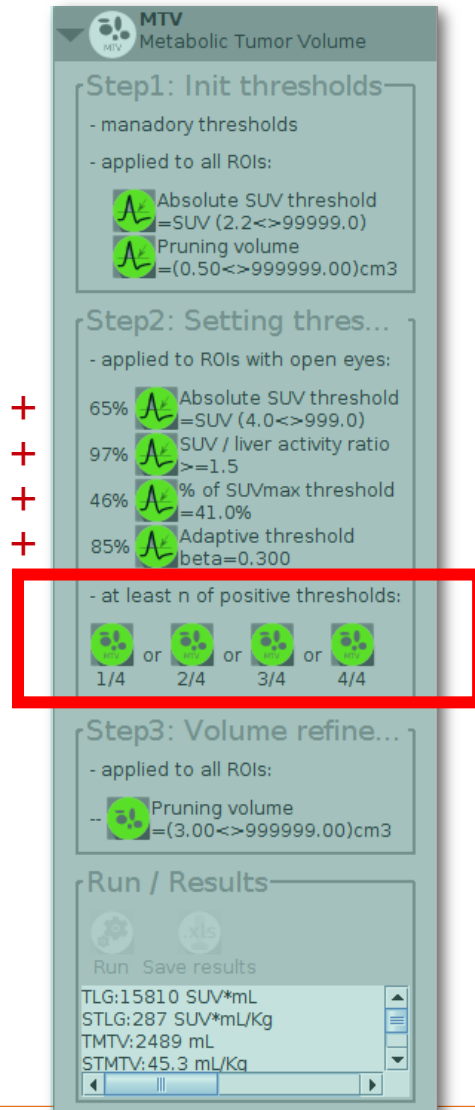 MTV
MTV
Metabolic Tumor Volume
Step1: Init thresholds
- manadory thresholds
- applied to all ROIs:
Absolute SUV threshold
=SUV (2.2<>99999.0)
Pruning volume
=(0.50<>999999.00)cm3
Step2: Setting thres...
- applied to ROIs with open eyes:
+ 65% Absolute SUV threshold
=SUV (4.0<>999.0)
+ 97% SUV / liver activity ratio
>=1.5
+ 46% % of SUVmax threshold
=41.0%
+ 85% Adaptive threshold
beta=0.300
- at least n of positive thresholds:
MTV or MTV or MTV or MTV
1/4 2/4 3/4 4/4
Step3: Volume refine...
- applied to all ROIs:
-- Pruning volume
=(3.00<>999999.00)cm3
Run / Results
.xls
Run Save results
TLG:15810 SUV*mL
STLG:287 SUV*mL/Kg
TMTV:2489 mL
STMTV:45.3 mL/Kg